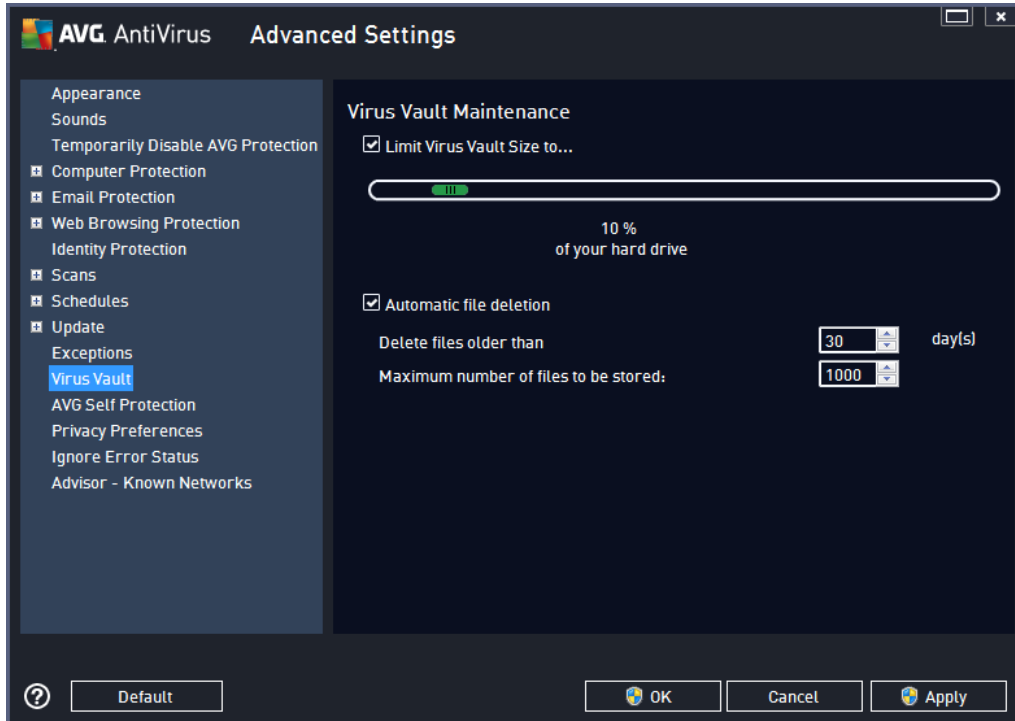 AVG AntiVirus Advanced Settings
Appearance
Sounds
Temporarily Disable AVG Protection
Computer Protection
Email Protection
Web Browsing Protection
Identity Protection
Scans
Schedules
Update
Exceptions
Virus Vault
AVG Self Protection
Privacy Preferences
Ignore Error Status
Advisor - Known Networks
Virus Vault Maintenance
Limit Virus Vault Size to...
10 %
of your hard drive
Automatic file deletion
Delete files older than 30 day(s)
Maximum number of files to be stored: 1000
? Default OK Cancel Apply